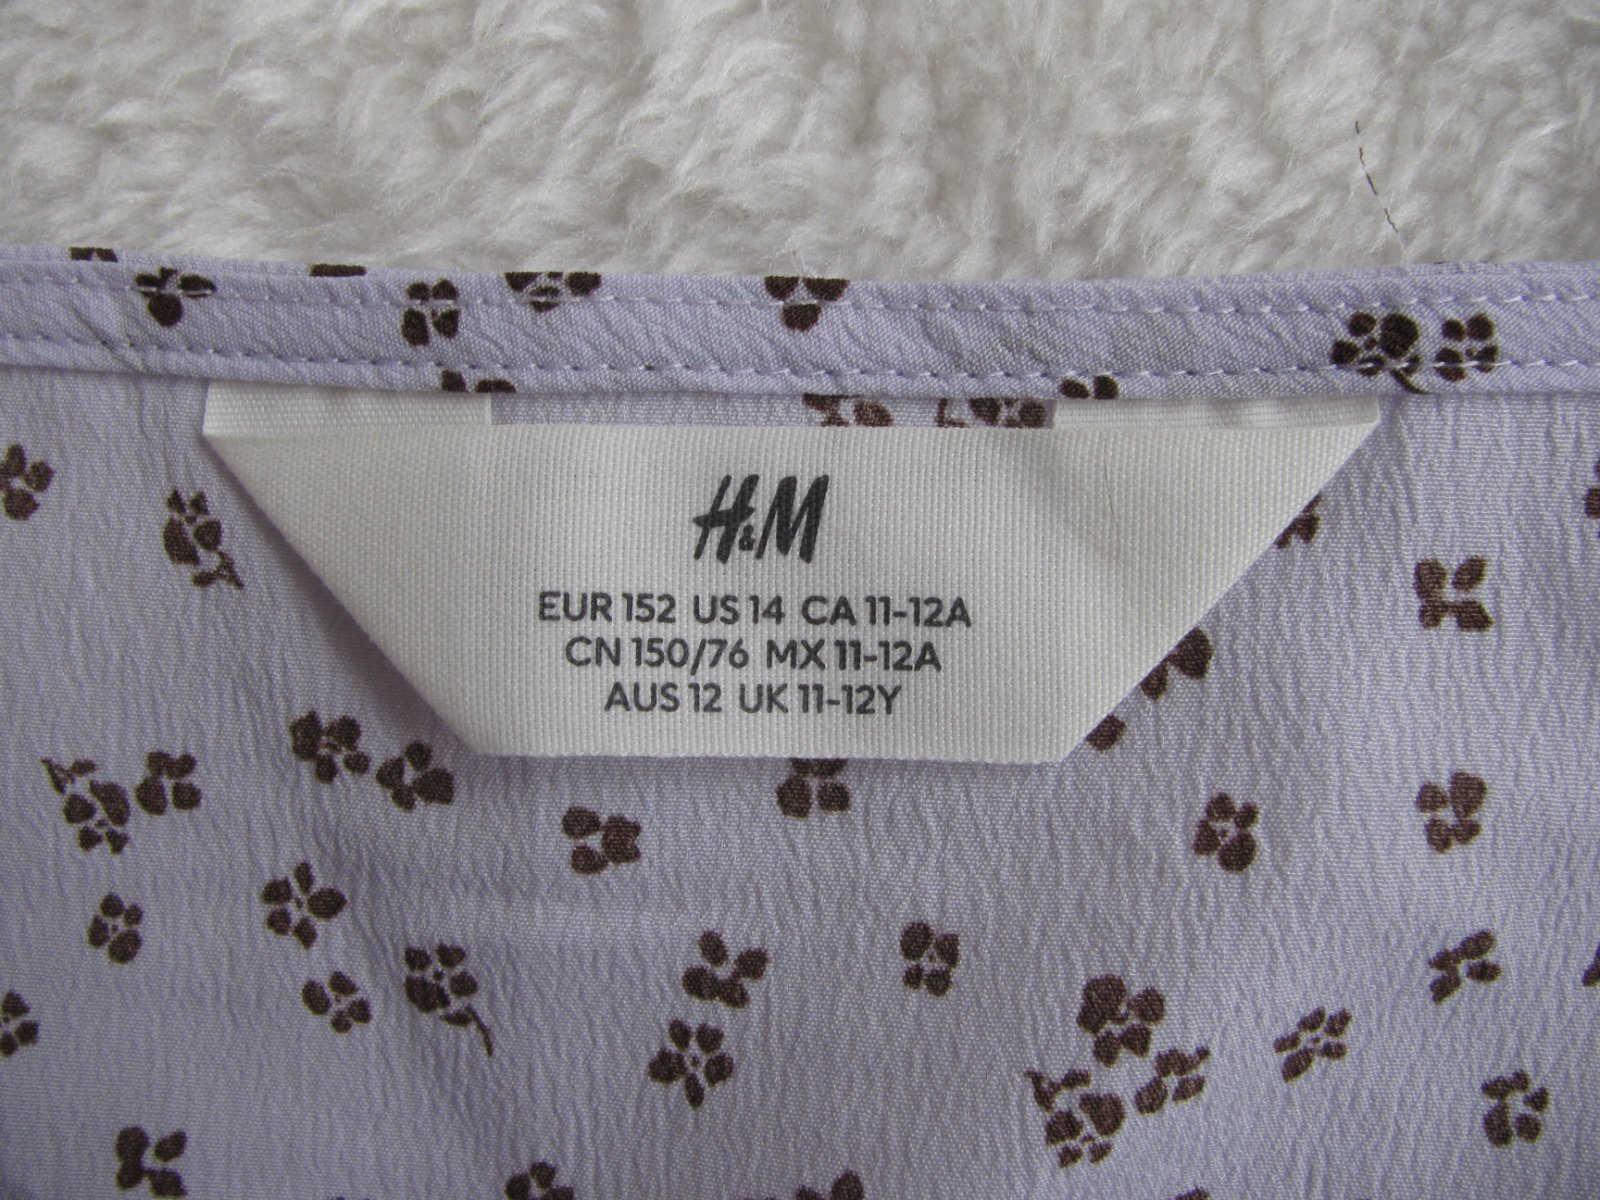 H&M
EUR 152 US 14 CA 11-12A
CN 150/76 MX 11-12A
AUS 12 UK 11-12Y